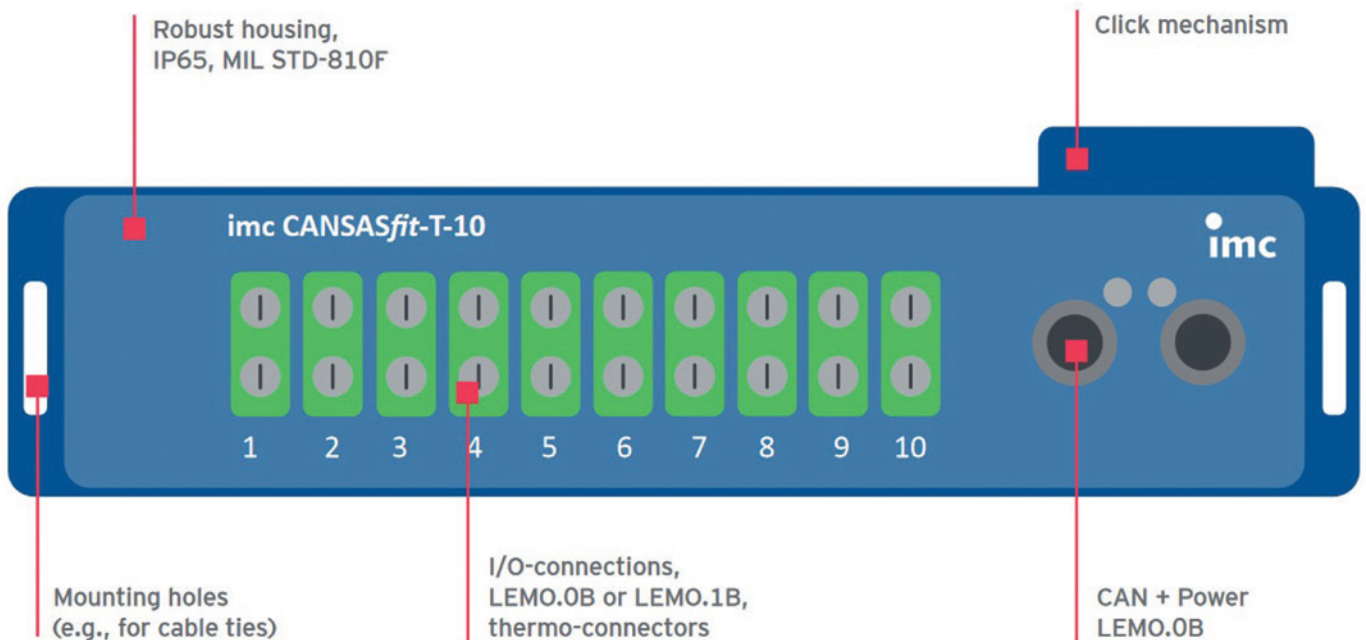 Robust housing,
IP65, MIL STD-810F
Click mechanism
imc CANSASfit-T-10
imc
1 2 3 4 5 6 7 8 9 10
Mounting holes
(e.g., for cable ties)
I/O-connections,
LEMO.0B or LEMO.1B,
thermo-connectors
CAN + Power
LEMO.0B